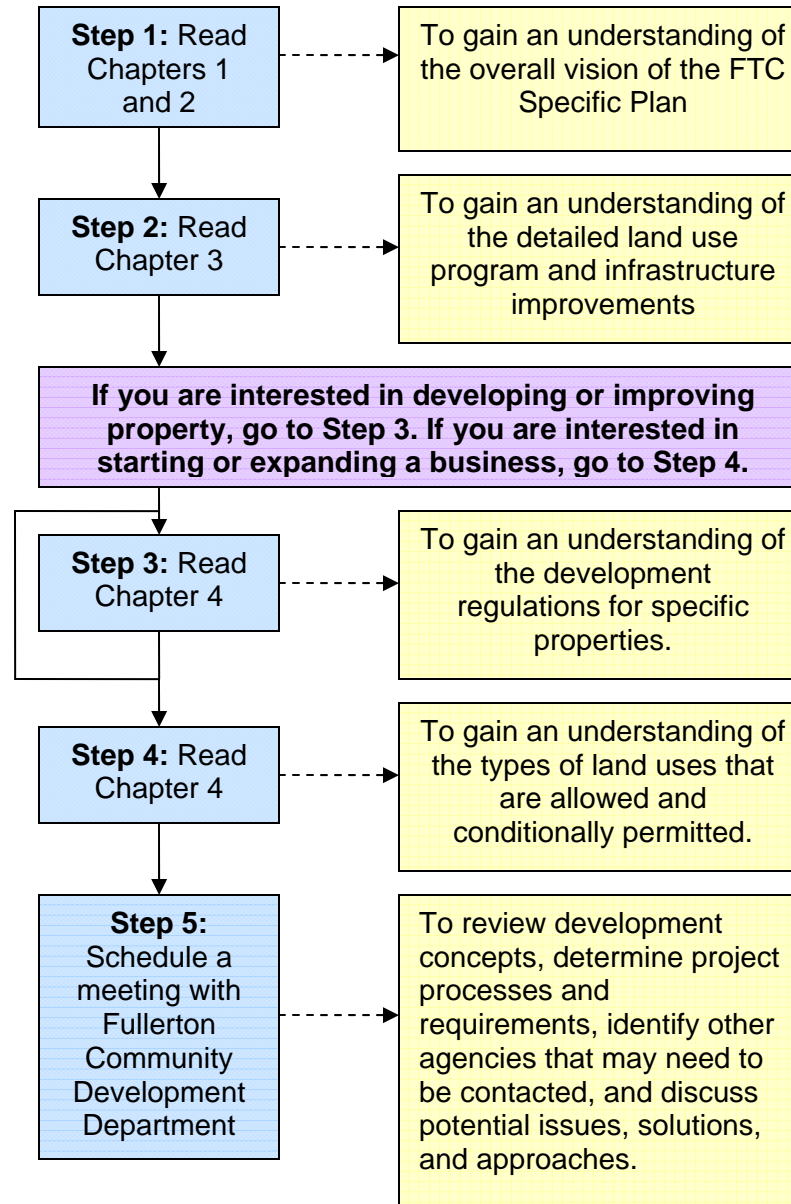 Step 1: Read
Chapters 1
and 2
To gain an understanding of
the overall vision of the FTC
Specific Plan
Step 2: Read
Chapter 3
To gain an understanding of
the detailed land use
program and infrastructure
improvements
If you are interested in developing or improving
property, go to Step 3. If you are interested in
starting or expanding a business, go to Step 4.
Step 3: Read
Chapter 4
To gain an understanding of
the development
regulations for specific
properties.
Step 4: Read
Chapter 4
To gain an understanding of
the types of land uses that
are allowed and
conditionally permitted.
Step 5:
Schedule a
meeting with
Fullerton
Community
Development
Department
To review development
concepts, determine project
processes and
requirements, identify other
agencies that may need to
be contacted, and discuss
potential issues, solutions,
and approaches.